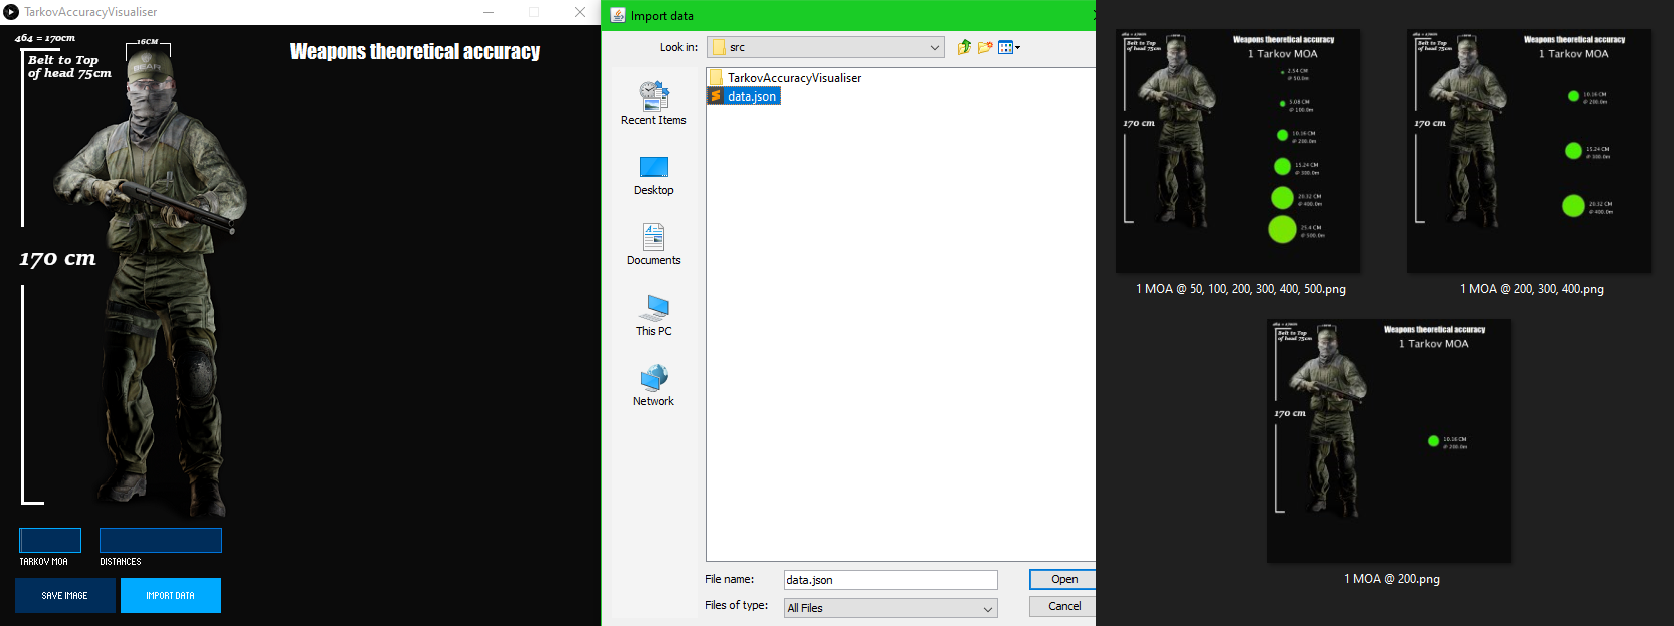 TarkovAccuracyVisualiser
464 = 170cm
16CM
Belt to Top
of head 75cm
BEAR
Weapons theoretical accuracy
170 cm
TARKOV MOA
DISTANCES
SAVE IMAGE
IMPORT DATA
Import data
Look in:
src
TarkovAccuracyVisualiser
data.json
Recent Items
Desktop
Documents
This PC
Network
File name:
data.json
Open
Files of type:
All Files
Cancel
464 = 170cm
Belt to Top
of head 75cm
170 cm
Weapons theoretical accuracy
1 Tarkov MOA
2.54 CM
@ 50.0m
5.08 CM
@ 100.0m
10.16 CM
@ 200.0m
15.24 CM
@ 300.0m
20.32 CM
@ 400.0m
25.4 CM
@ 500.0m
1 MOA @ 50, 100, 200, 300, 400, 500.png
464 = 170cm
Belt to Top
of head 75cm
170 cm
Weapons theoretical accuracy
1 Tarkov MOA
10.16 CM
@ 200.0m
15.24 CM
@ 300.0m
20.32 CM
@ 400.0m
1 MOA @ 200, 300, 400.png
464 = 170cm
Belt to Top
of head 75cm
170 cm
Weapons theoretical accuracy
1 Tarkov MOA
10.16 CM
@ 200.0m
1 MOA @ 200.png